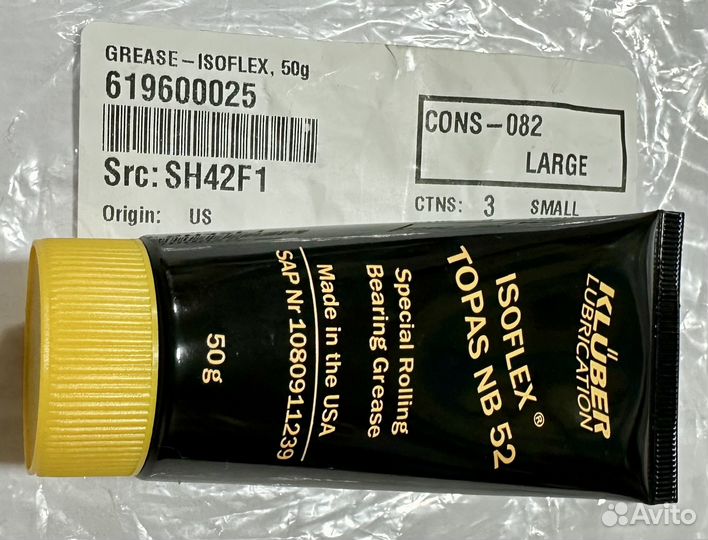 GREASE-ISOFLEX, 50g
619600025
Src: SH42F1
Origin: US
CONS-082
LARGE
CTNS: 3 SMALL
KLÜBER
LUBRICATION
ISOFLEX®
TOPAS NB 52
Special Rolling
Bearing Grease
Made in the USA
SAP Nr 1080911239
50g
Avito